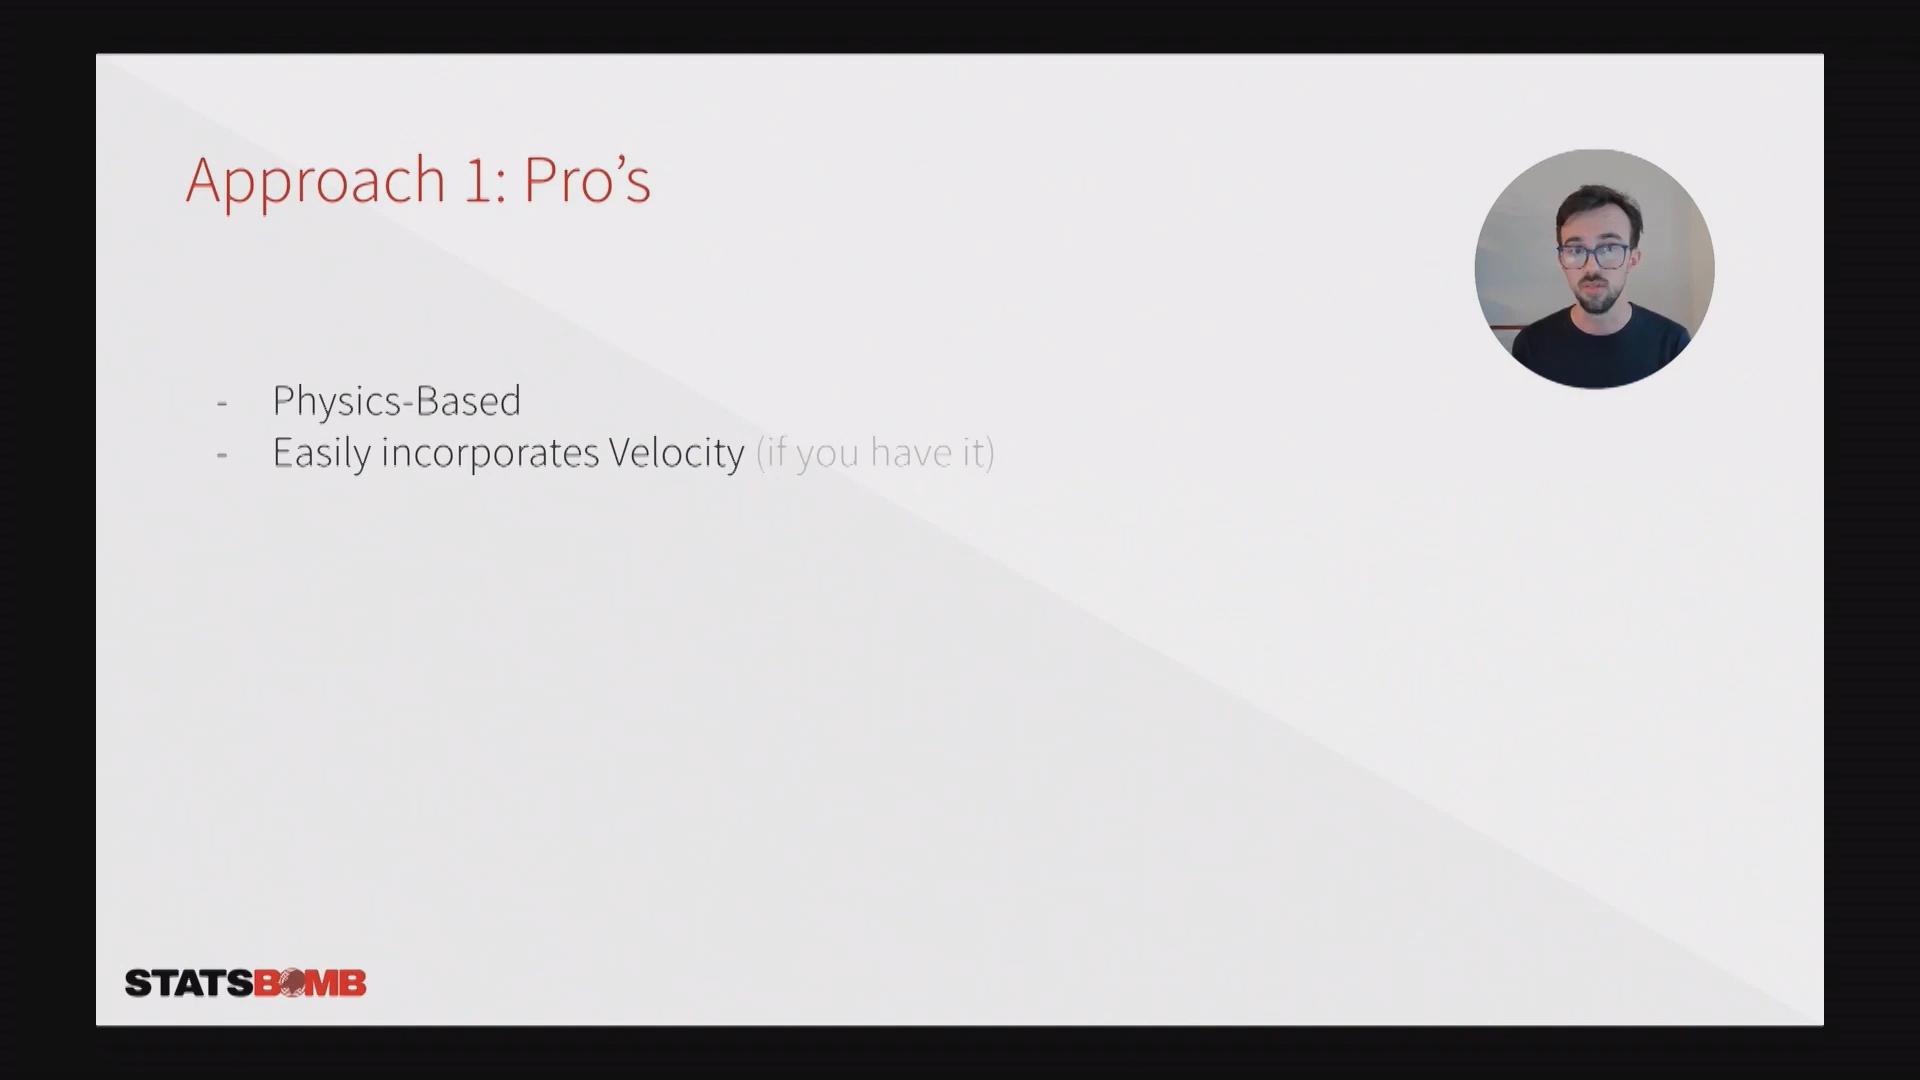 Approach 1: Pro’s
- Physics-Based
- Easily incorporates Velocity (if you have it)
STATSBOMB